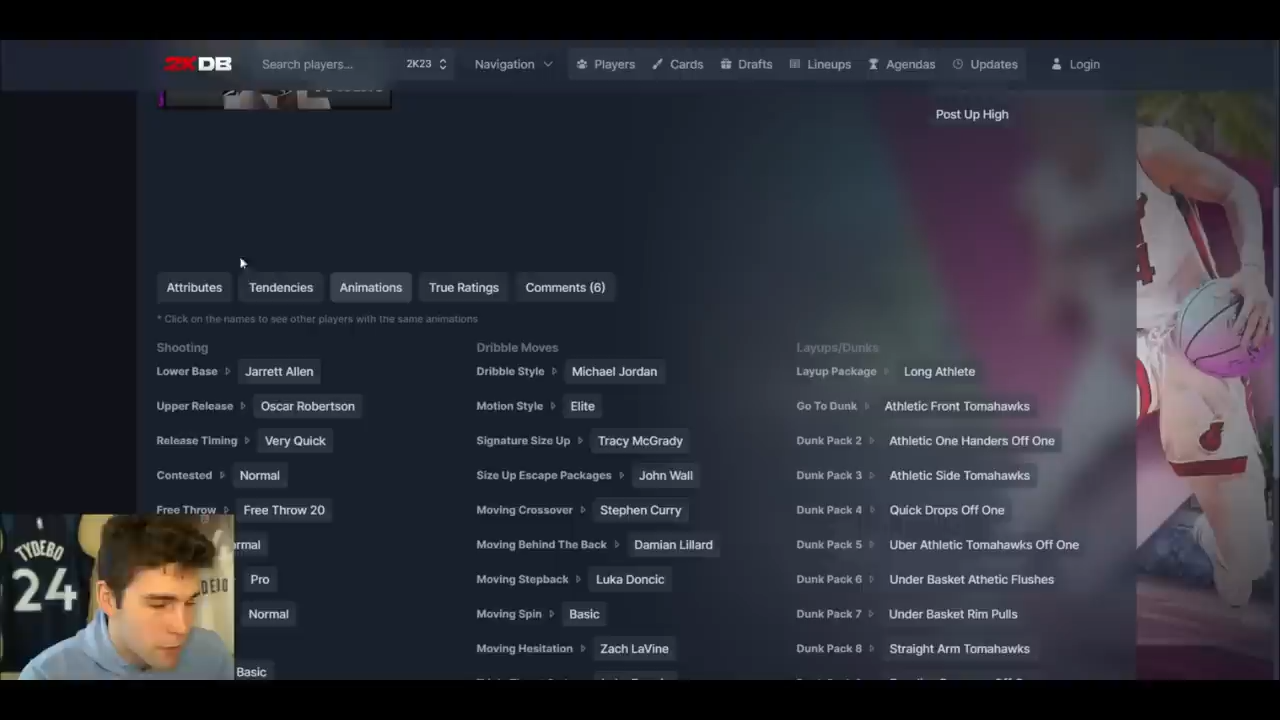 2KDB Search players... 2K23 Navigation Players Cards Drafts Lineups Agendas Updates Login
Post Up High
Attributes Tendencies Animations True Ratings Comments (6)
* Click on the names to see other players with the same animations
Shooting
Lower Base Jarrett Allen
Upper Release Oscar Robertson
Release Timing Very Quick
Contested Normal
Free Throw Free Throw 20
Pro
Normal
Basic
Dribble Moves
Dribble Style Michael Jordan
Motion Style Elite
Signature Size Up Tracy McGrady
Size Up Escape Packages John Wall
Moving Crossover Stephen Curry
Moving Behind The Back Damian Lillard
Moving Stepback Luka Doncic
Moving Spin Basic
Moving Hesitation Zach LaVine
Layups/Dunks
Layup Package Long Athlete
Go To Dunk Athletic Front Tomahawks
Dunk Pack 2 Athletic One Handers Off One
Dunk Pack 3 Athletic Side Tomahawks
Dunk Pack 4 Quick Drops Off One
Dunk Pack 5 Uber Athletic Tomahawks Off One
Dunk Pack 6 Under Basket Athetic Flushes
Dunk Pack 7 Under Basket Rim Pulls
Dunk Pack 8 Straight Arm Tomahawks
TYDEBO
24